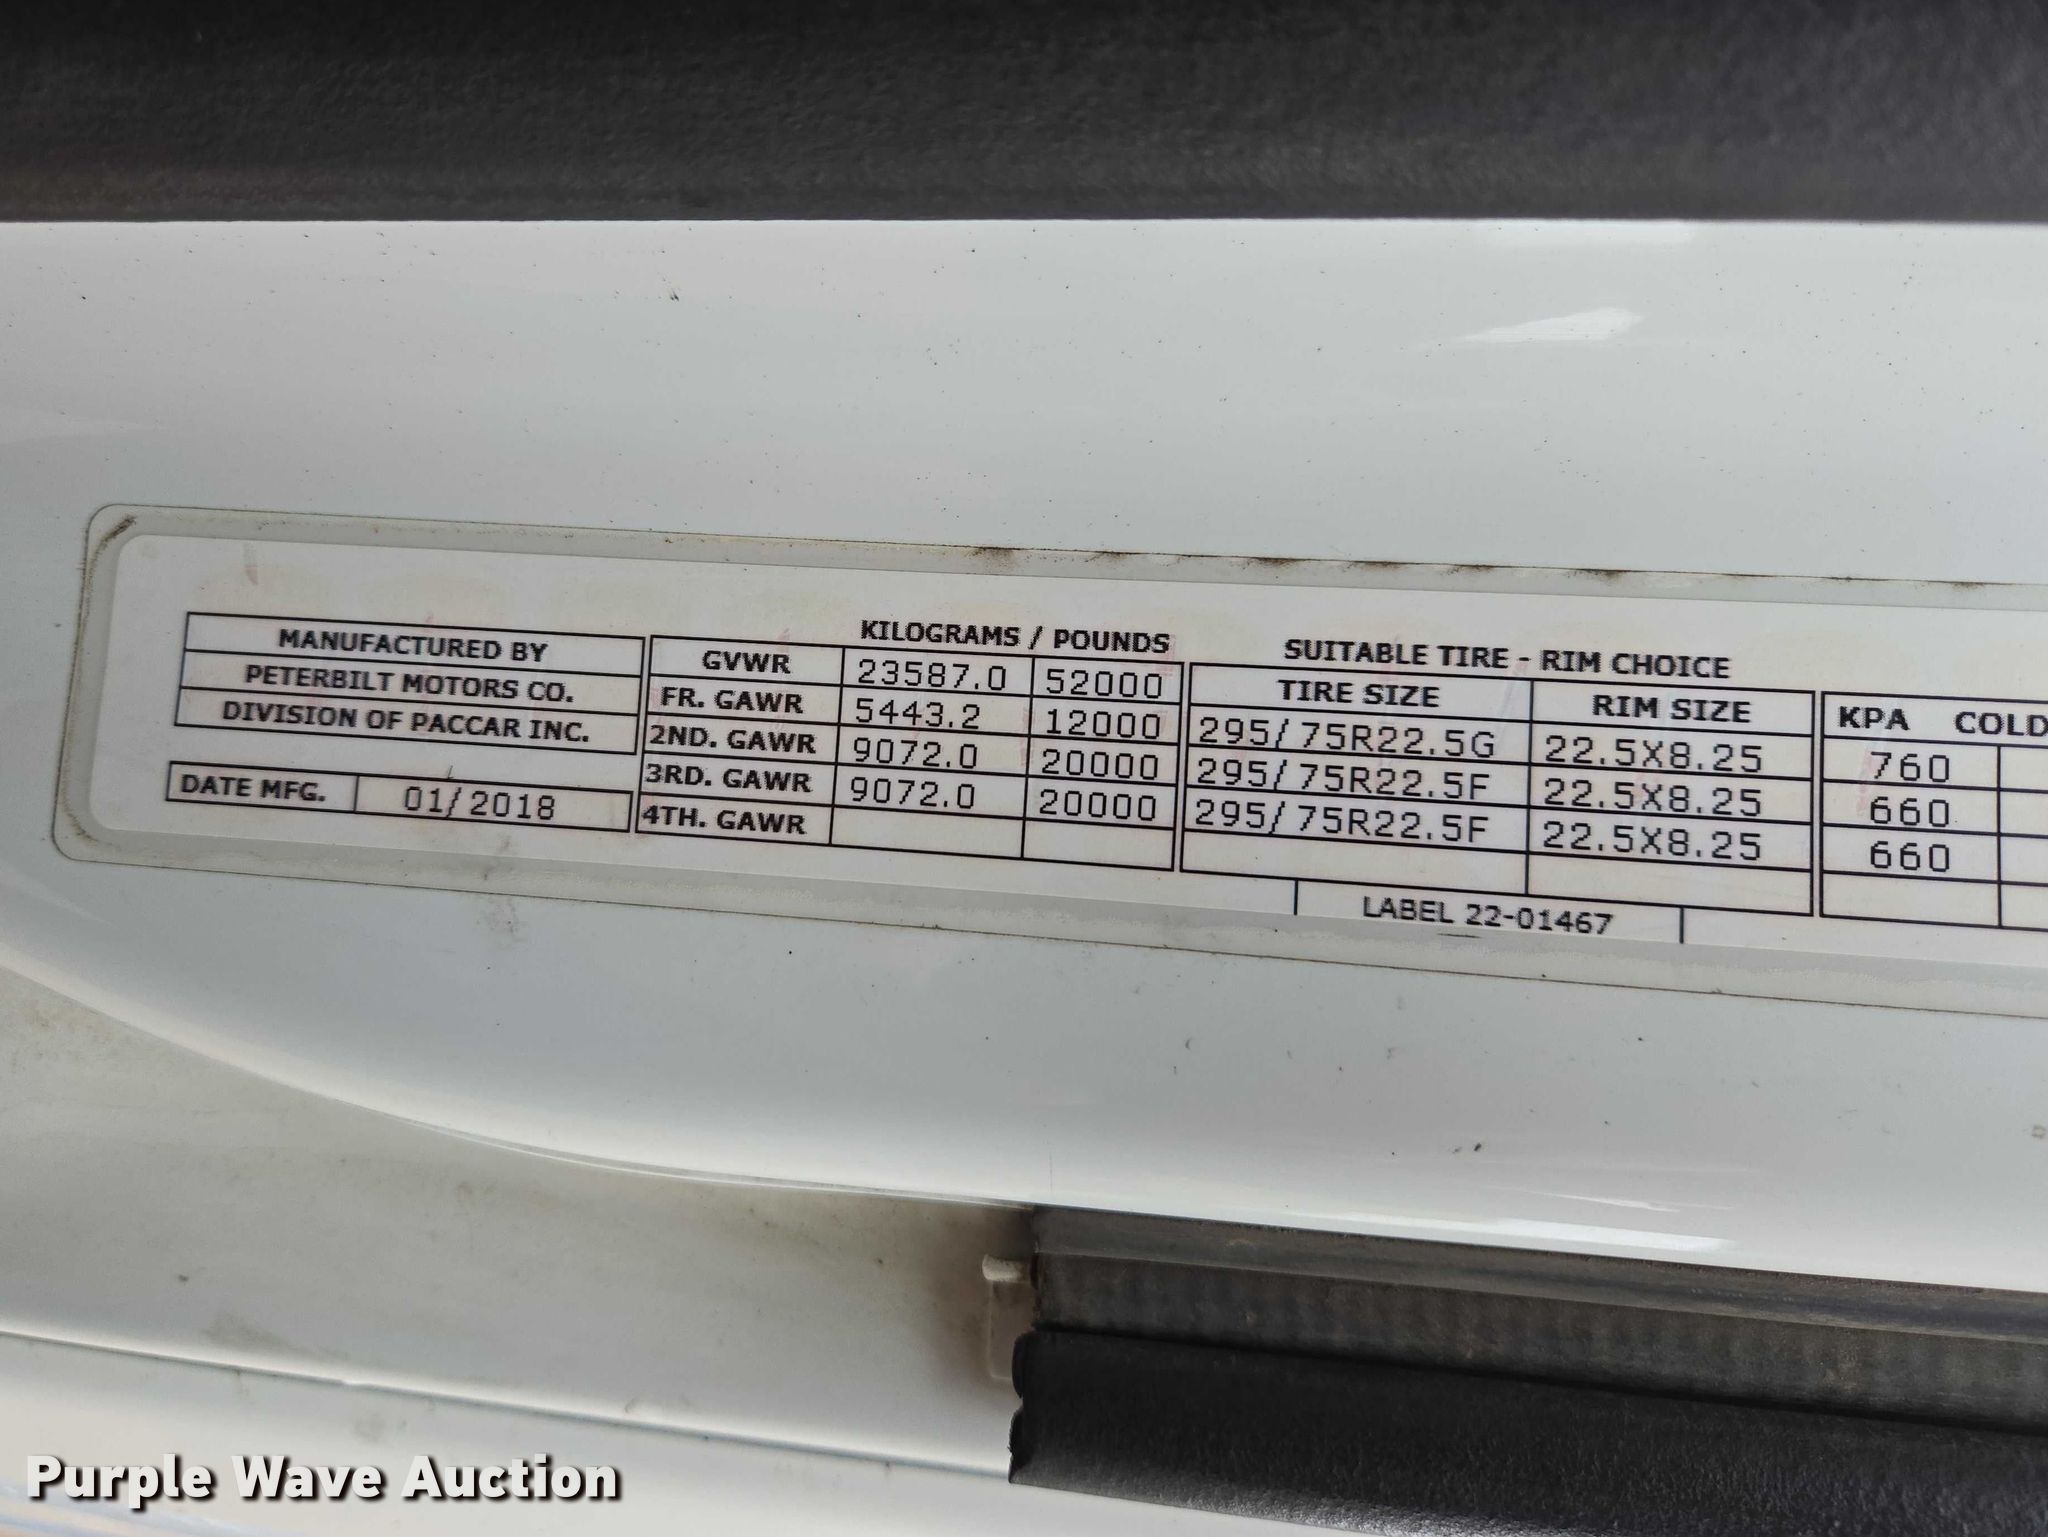 KILOGRAMS / POUNDS SUITABLE TIRE - RIM CHOICE
MANUFACTURED BY
PETERBILT MOTORS CO.
DIVISION OF PACCAR INC.
DATE MFG. 01/2018
GVWR 23587.0 52000 TIRE SIZE RIM SIZE KPA COLD
FR. GAWR 5443.2 12000 295/75R22.5G 22.5X8.25 760
2ND. GAWR 9072.0 20000 295/75R22.5F 22.5X8.25 660
3RD. GAWR 9072.0 20000 295/75R22.5F 22.5X8.25 660
4TH. GAWR
LABEL 22-01467
Purple Wave Auction